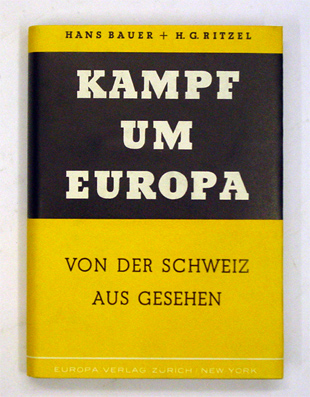 HANS BAUER + H.G. RITZEL
KAMPF
UM
EUROPA
VON DER SCHWEIZ
AUS GESEHEN
EUROPA VERLAG ZÜRICH / NEW YORK